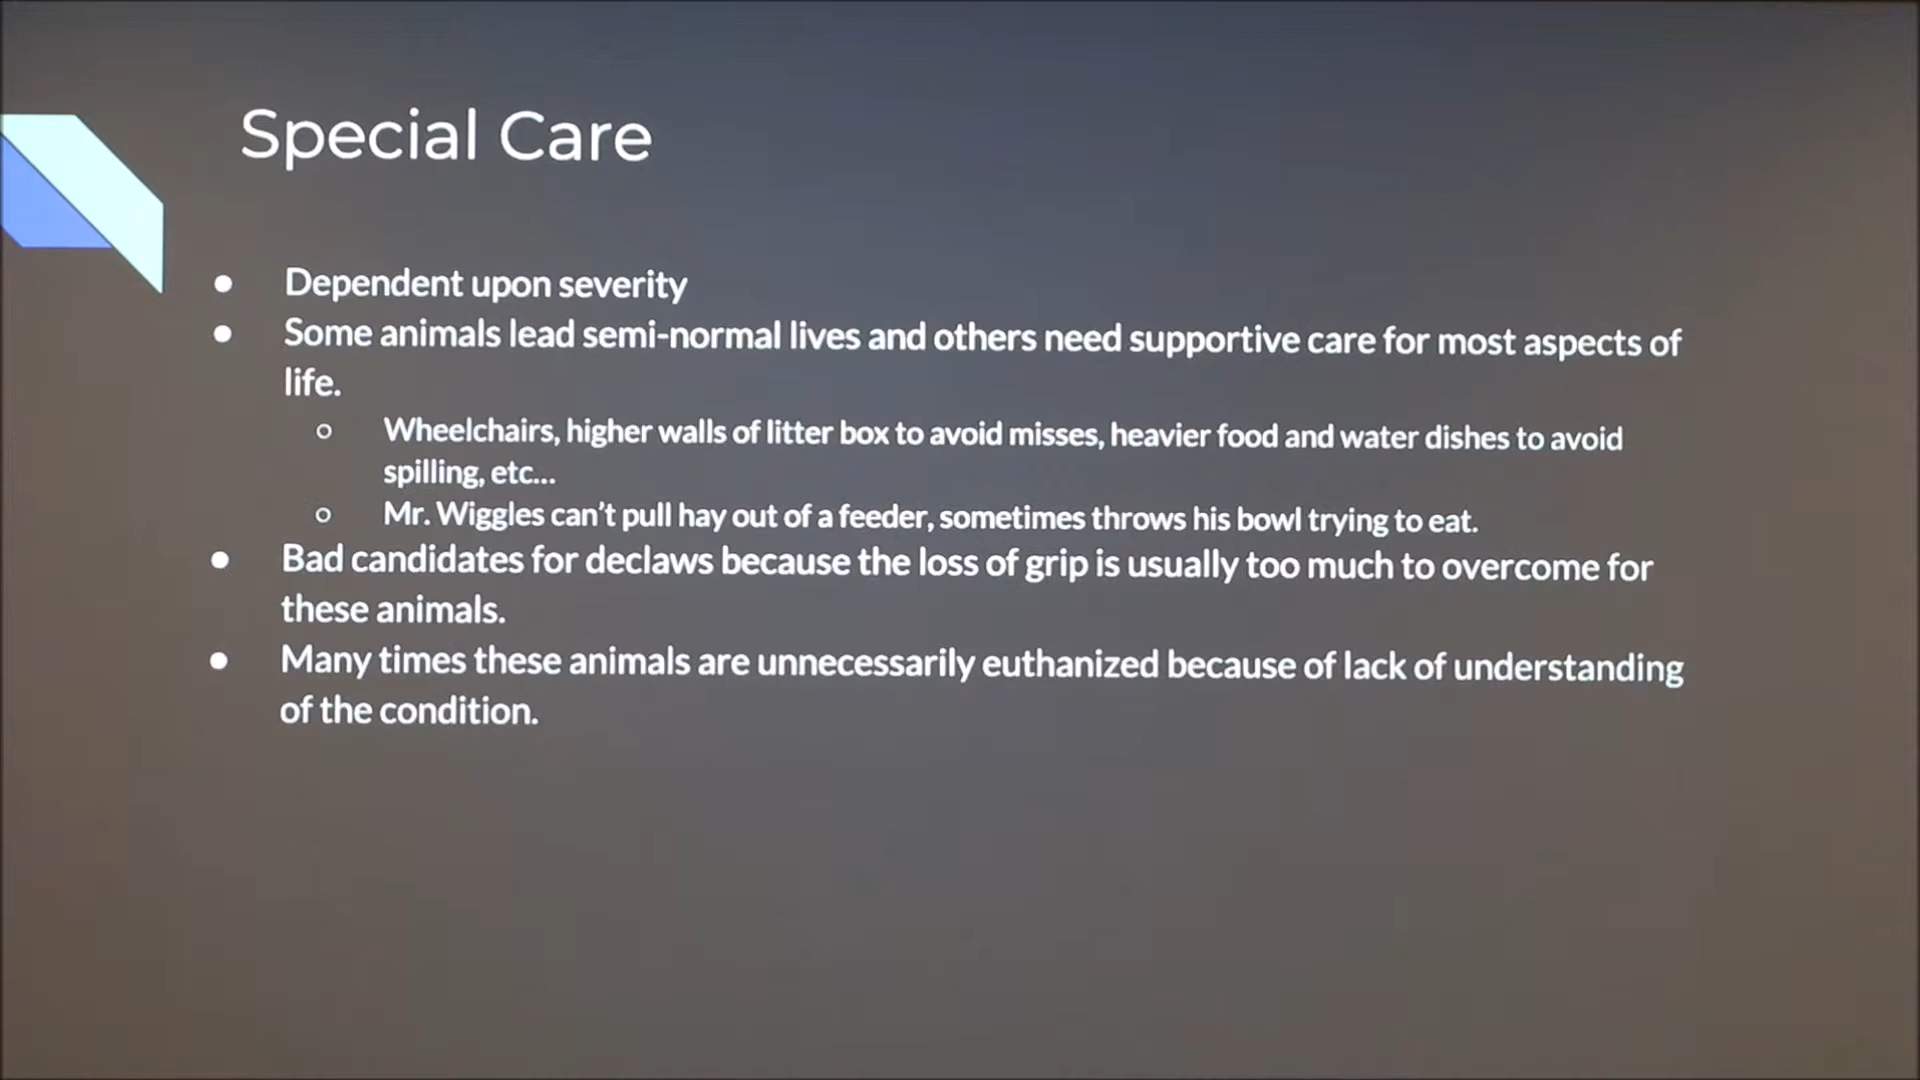 Special Care
● Dependent upon severity
● Some animals lead semi-normal lives and others need supportive care for most aspects of
life.
○ Wheelchairs, higher walls of litter box to avoid misses, heavier food and water dishes to avoid
spilling, etc...
○ Mr. Wiggles can’t pull hay out of a feeder, sometimes throws his bowl trying to eat.
● Bad candidates for declaws because the loss of grip is usually too much to overcome for
these animals.
● Many times these animals are unnecessarily euthanized because of lack of understanding
of the condition.